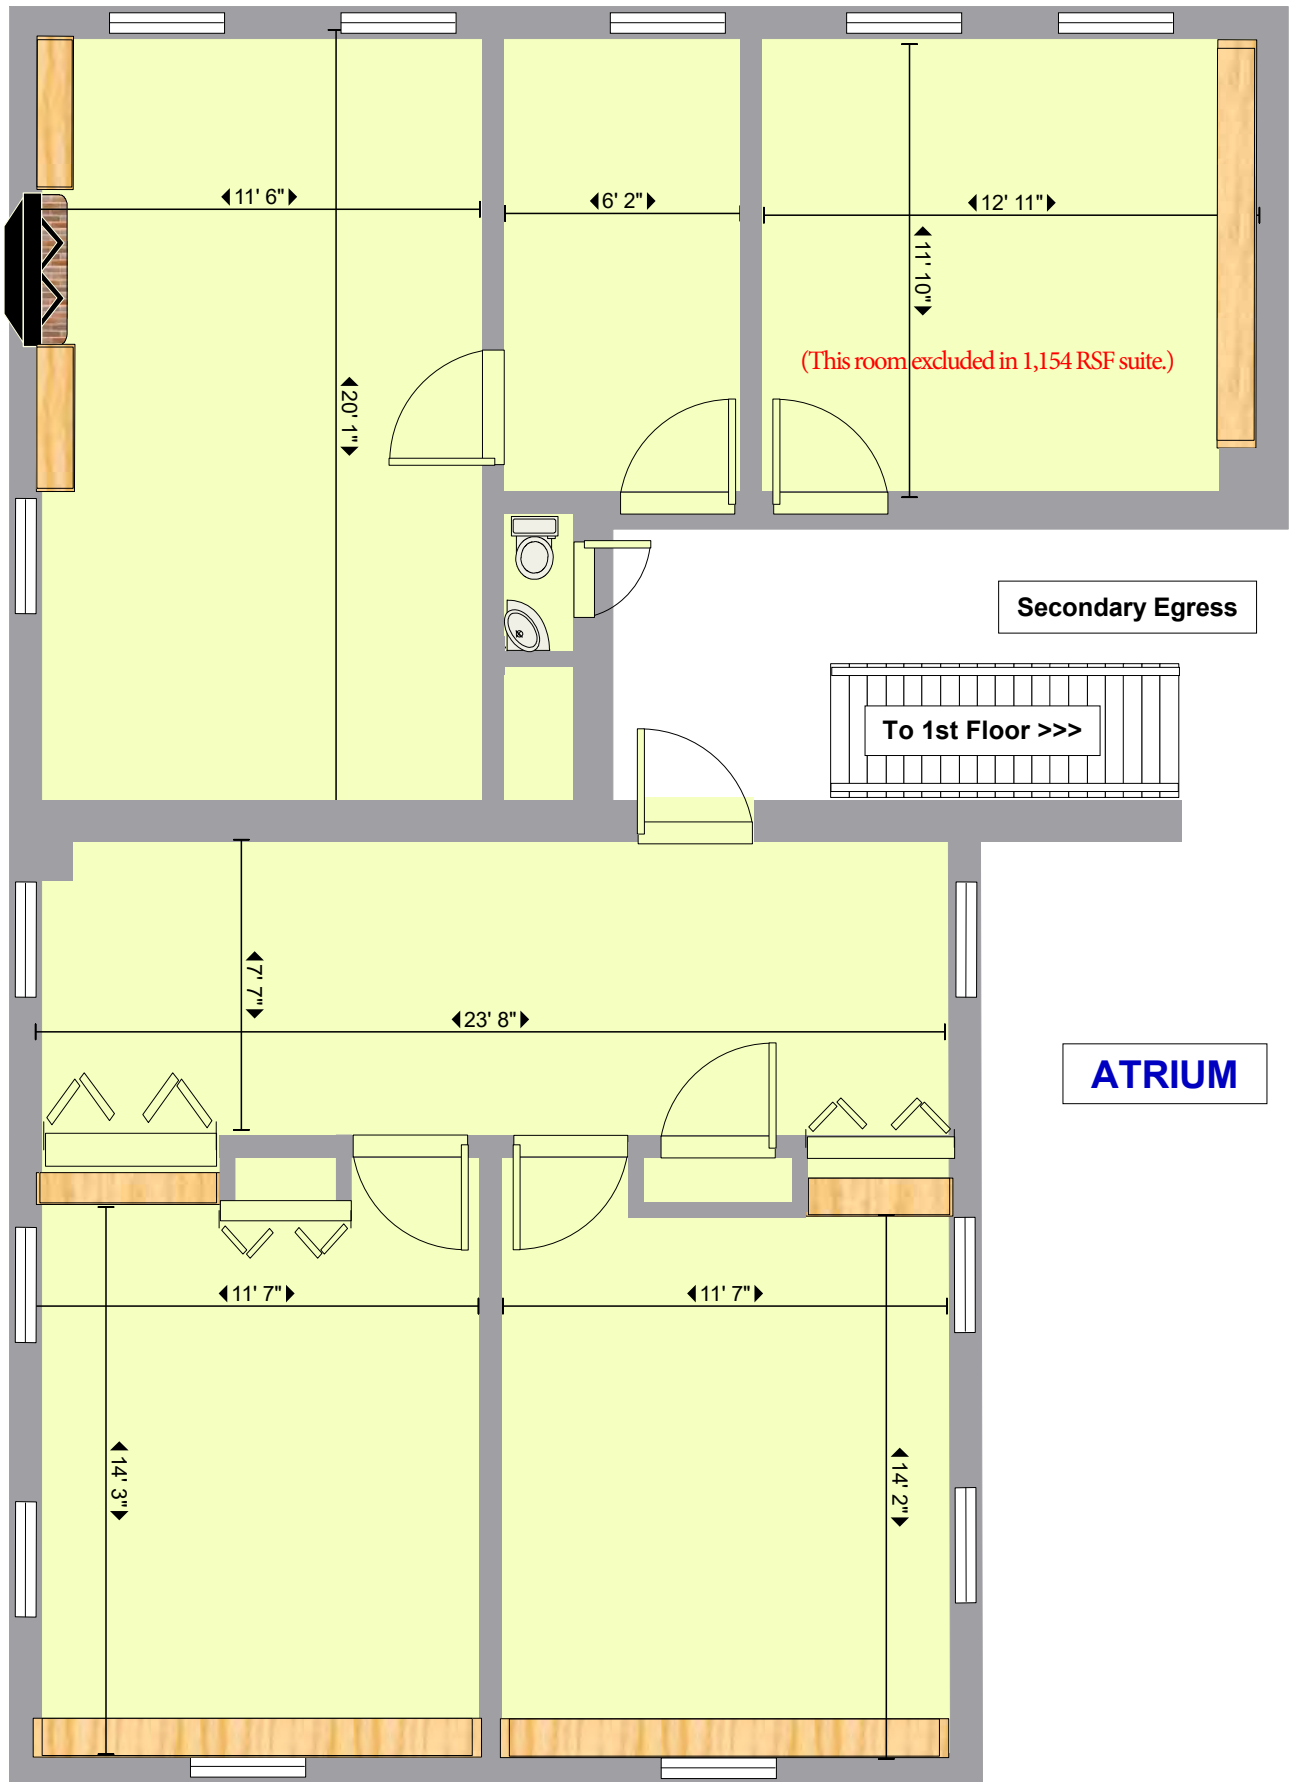 11' 6"
6' 2"
12' 11"
11' 10"
(This room excluded in 1,154 RSF suite.)
20' 1"
Secondary Egress
To 1st Floor >>>
7' 7"
23' 8"
ATRIUM
11' 7"
11' 7"
14' 3"
14' 2"